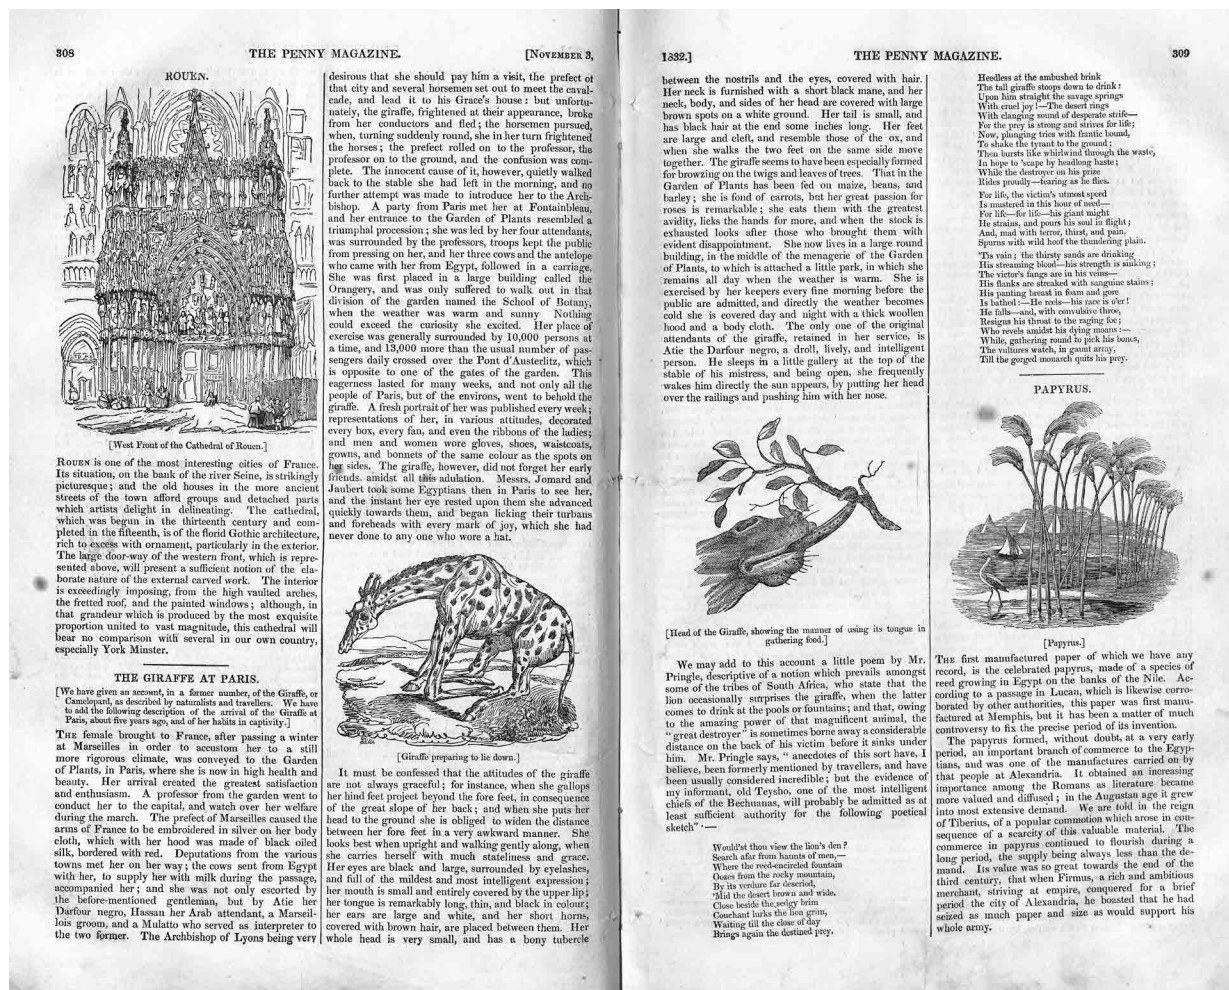 308
THE PENNY MAGAZINE.
[NOVEMBER 3,
ROUEN.
[West Front of the Cathedral of Rouen.]
ROUEN is one of the most interesting cities of France.
Its situation, on the bank of the river Seine, is strikingly
picturesque; and the old houses in the more ancient
streets of the town afford groups and detached parts
which artists delight in delineating. The cathedral,
which was begun in the thirteenth century and com-
pleted in the fifteenth, is of the florid Gothic architecture,
rich to excess with ornament, particularly in the exterior.
The large door-way of the western front, which is repre-
sented above, will present a sufficient notion of the ela-
borate nature of the external carved work. The interior
is exceedingly imposing, from the high vaulted arches,
the fretted roof, and the painted windows; although, in
that grandeur which is produced by the most exquisite
proportion united to vast magnitude, this cathedral will
bear no comparison with several in our own country,
especially York Minster.
THE GIRAFFE AT PARIS.
[We have given an account, in a former number, of the Giraffe, or
Camelopard, as described by naturalists and travellers. We have
to add the following description of the arrival of the Giraffe at
Paris, about five years ago, and of her habits in captivity.]
THE female brought to France, after passing a winter
at Marseilles in order to accustom her to a still
more rigorous climate, was conveyed to the Garden
of Plants, in Paris, where she is now in high health and
beauty. Her arrival created the greatest satisfaction
and enthusiasm. A professor from the garden went to
conduct her to the capital, and watch over her welfare
during the march. The prefect of Marseilles caused the
arms of France to be embroidered in silver on her body
cloth, which with her hood was made of black oiled
silk, bordered with red. Deputations from the various
towns met her on her way; the cows sent from Egypt
with her, to supply her with milk during the passage,
accompanied her; and she was not only escorted by
the before-mentioned gentleman, but by Atie her
Darfour negro, Hassan her Arab attendant, a Marseil-
lois groom, and a Mulatto who served as interpreter to
the two former. The Archbishop of Lyons being very
desirous that she should pay him a visit, the prefect of
that city and several horsemen set out to meet the caval-
cade, and lead it to his Grace's house: but unfortu-
nately, the giraffe, frightened at their appearance, broke
from her conductors and fled; the horsemen pursued,
when, turning suddenly round, she in her turn frightened
the horses; the prefect rolled on to the professor, the
professor on to the ground, and the confusion was com-
plete. The innocent cause of it, however, quietly walked
back to the stable she had left in the morning, and no
further attempt was made to introduce her to the Arch-
bishop. A party from Paris met her at Fontainbleau,
and her entrance to the Garden of Plants resembled a
triumphal procession; she was led by her four attendants,
was surrounded by the professors, troops kept the public
from pressing on her, and her three cows and the antelope
who came with her from Egypt, followed in a carriage.
She was first placed in a large building called the
Orangery, and was only suffered to walk out in that
division of the garden named the School of Botany,
when the weather was warm and sunny Nothing
could exceed the curiosity she excited. Her place of
exercise was generally surrounded by 10,000 persons at
a time, and 13,000 more than the usual number of pas-
sengers daily crossed over the Pont d'Austerlitz, which
is opposite to one of the gates of the garden. This
eagerness lasted for many weeks, and not only all the
people of Paris, but of the environs, went to behold the
giraffe. A fresh portrait of her was published every week;
representations of her, in various attitudes, decorated
every box, every fan, and even the ribbons of the ladies;
and men and women wore gloves, shoes, waistcoats,
gowns, and bonnets of the same colour as the spots on
her sides. The giraffe, however, did not forget her early
friends, amidst all this adulation. Messrs. Jomard and
Jaubert took some Egyptians then in Paris to see her,
and the instant her eye rested upon them she advanced
quickly towards them, and began licking their turbans
and foreheads with every mark of joy, which she had
never done to any one who wore a hat.
[Giraffe preparing to lie down.]
It must be confessed that the attitudes of the giraffe
are not always graceful; for instance, when she gallops
her hind feet project beyond the fore feet, in consequence
of the great slope of her back; and when she puts her
head to the ground she is obliged to widen the distance
between her fore feet in a very awkward manner. She
looks best when upright and walking gently along, when
she carries herself with much stateliness and grace.
Her eyes are black and large, surrounded by eyelashes,
and full of the mildest and most intelligent expression;
her mouth is small and entirely covered by the upper lip;
her tongue is remarkably long, thin, and black in colour;
her ears are large and white, and her short horns,
covered with brown hair, are placed between them. Her
whole head is very small, and has a bony tubercle
1832.]
THE PENNY MAGAZINE.
309
between the nostrils and the eyes, covered with hair.
Her neck is furnished with a short black mane, and her
neck, body, and sides of her head are covered with large
brown spots on a white ground. Her tail is small, and
has black hair at the end some inches long. Her feet
are large and cleft, and resemble those of the ox, and
when she walks the two feet on the same side move
together. The giraffe seems to have been especially formed
for browzing on the twigs and leaves of trees. That in the
Garden of Plants has been fed on maize, beans, and
barley; she is fond of carrots, but her great passion for
roses is remarkable; she eats them with the greatest
avidity, licks the hands for more, and when the stock is
exhausted looks after those who brought them with
evident disappointment. She now lives in a large round
building, in the middle of the menagerie of the Garden
of Plants, to which is attached a little park, in which she
remains all day when the weather is warm. She is
exercised by her keepers every fine morning before the
public are admitted, and directly the weather becomes
cold she is covered day and night with a thick woollen
hood and a body cloth. The only one of the original
attendants of the giraffe, retained in her service, is
Atie the Darfour negro, a droll, lively, and intelligent
person. He sleeps in a little gallery at the top of the
stable of his mistress, and being open, she frequently
wakes him directly the sun appears, by putting her head
over the railings and pushing him with her nose.
[Head of the Giraffe, showing the manner of using its tongue in
gathering food.]
We may add to this account a little poem by Mr.
Pringle, descriptive of a notion which prevails amongst
some of the tribes of South Africa, who state that the
lion occasionally surprises the giraffe, when the latter
comes to drink at the pools or fountains; and that, owing
to the amazing power of that magnificent animal, the
"great destroyer" is sometimes borne away a considerable
distance on the back of his victim before it sinks under
him. Mr. Pringle says, "anecdotes of this sort have, I
believe, been formerly mentioned by travellers, and have
been usually considered incredible; but the evidence of
my informant, old Teysho, one of the most intelligent
chiefs of the Bechuanas, will probably be admitted as at
least sufficient authority for the following poetical
sketch"·—
Would'st thou view the lion's den?
Search afar from haunts of men,—
Where the reed-encircled fountain
Oozes from the rocky mountain,
By its verdure far descried,
'Mid the desert brown and wide.
Close beside the sedgy brim
Couchant lurks the lion grim,
Waiting till the close of day
Brings again the destined prey.
Heedless at the ambushed brink
The tall giraffe stoops down to drink:
Upon him straight the savage springs
With cruel joy!—The desert rings
With clanging sound of desperate strife—
For the prey is strong and strives for life;
Now, plunging tries with frantic bound,
To shake the tyrant to the ground;
Then bursts like whirlwind through the waste,
In hope to 'scape by headlong haste;
While the destroyer on his prize
Rides proudly—tearing as he flies.
For life, the victim's utmost speed
Is mustered in this hour of need—
For life—for life—his giant might
He strains, and pours his soul in flight;
And, mad with terror, thirst, and pain,
Spurns with wild hoof the thundering plain.
'Tis vain; the thirsty sands are drinking
His streaming blood—his strength is sinking;
The victor's fangs are in his veins—
His flanks are streaked with sanguine stains;
His panting breast in foam and gore
Is bathed:—He reels—his race is o'er!
He falls—and, with convulsive throe,
Resigns his throat to the raging foe;
Who revels amidst his dying moans:—
While, gathering round to pick his bones,
The vultures watch, in gaunt array,
Till the gorged monarch quits his prey.
PAPYRUS.
[Papyrus.]
THE first manufactured paper of which we have any
record, is the celebrated papyrus, made of a species of
reed growing in Egypt on the banks of the Nile. Ac-
cording to a passage in Lucan, which is likewise corro-
borated by other authorities, this paper was first manu-
factured at Memphis, but it has been a matter of much
controversy to fix the precise period of its invention.
The papyrus formed, without doubt, at a very early
period, an important branch of commerce to the Egyp-
tians, and was one of the manufactures carried on by
that people at Alexandria. It obtained an increasing
importance among the Romans as literature became
more valued and diffused; in the Augustan age it grew
into most extensive demand. We are told in the reign
of Tiberius, of a popular commotion which arose in con-
sequence of a scarcity of this valuable material. The
commerce in papyrus continued to flourish during a
long period, the supply being always less than the de-
mand. Its value was so great towards the end of the
third century, that when Firmus, a rich and ambitious
merchant, striving at empire, conquered for a brief
period the city of Alexandria, he boasted that he had
seized as much paper and size as would support his
whole army.